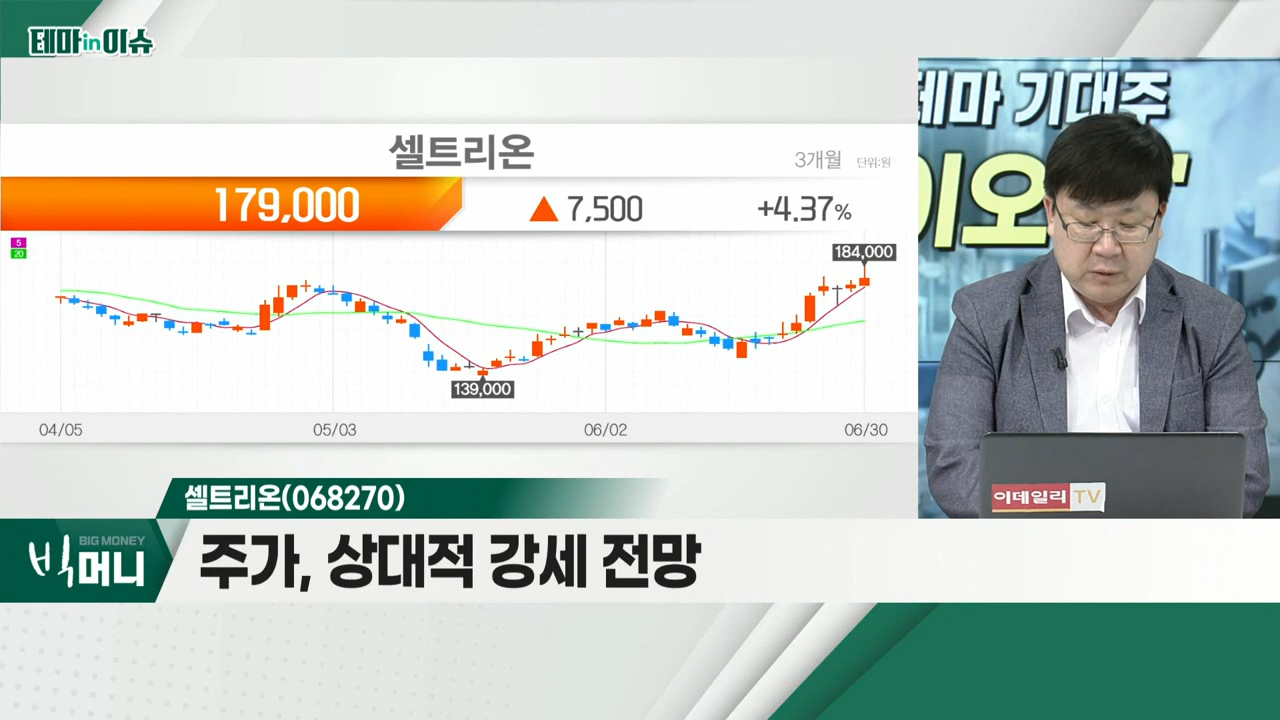 테마in이슈
테마 기대주
이오
셀트리온
3개월 단위:원
179,000 ▲ 7,500 +4.37%
5
20
184,000
139,000
04/05 05/03 06/02 06/30
이데일리TV
셀트리온(068270)
BIG MONEY
빅머니
주가, 상대적 강세 전망